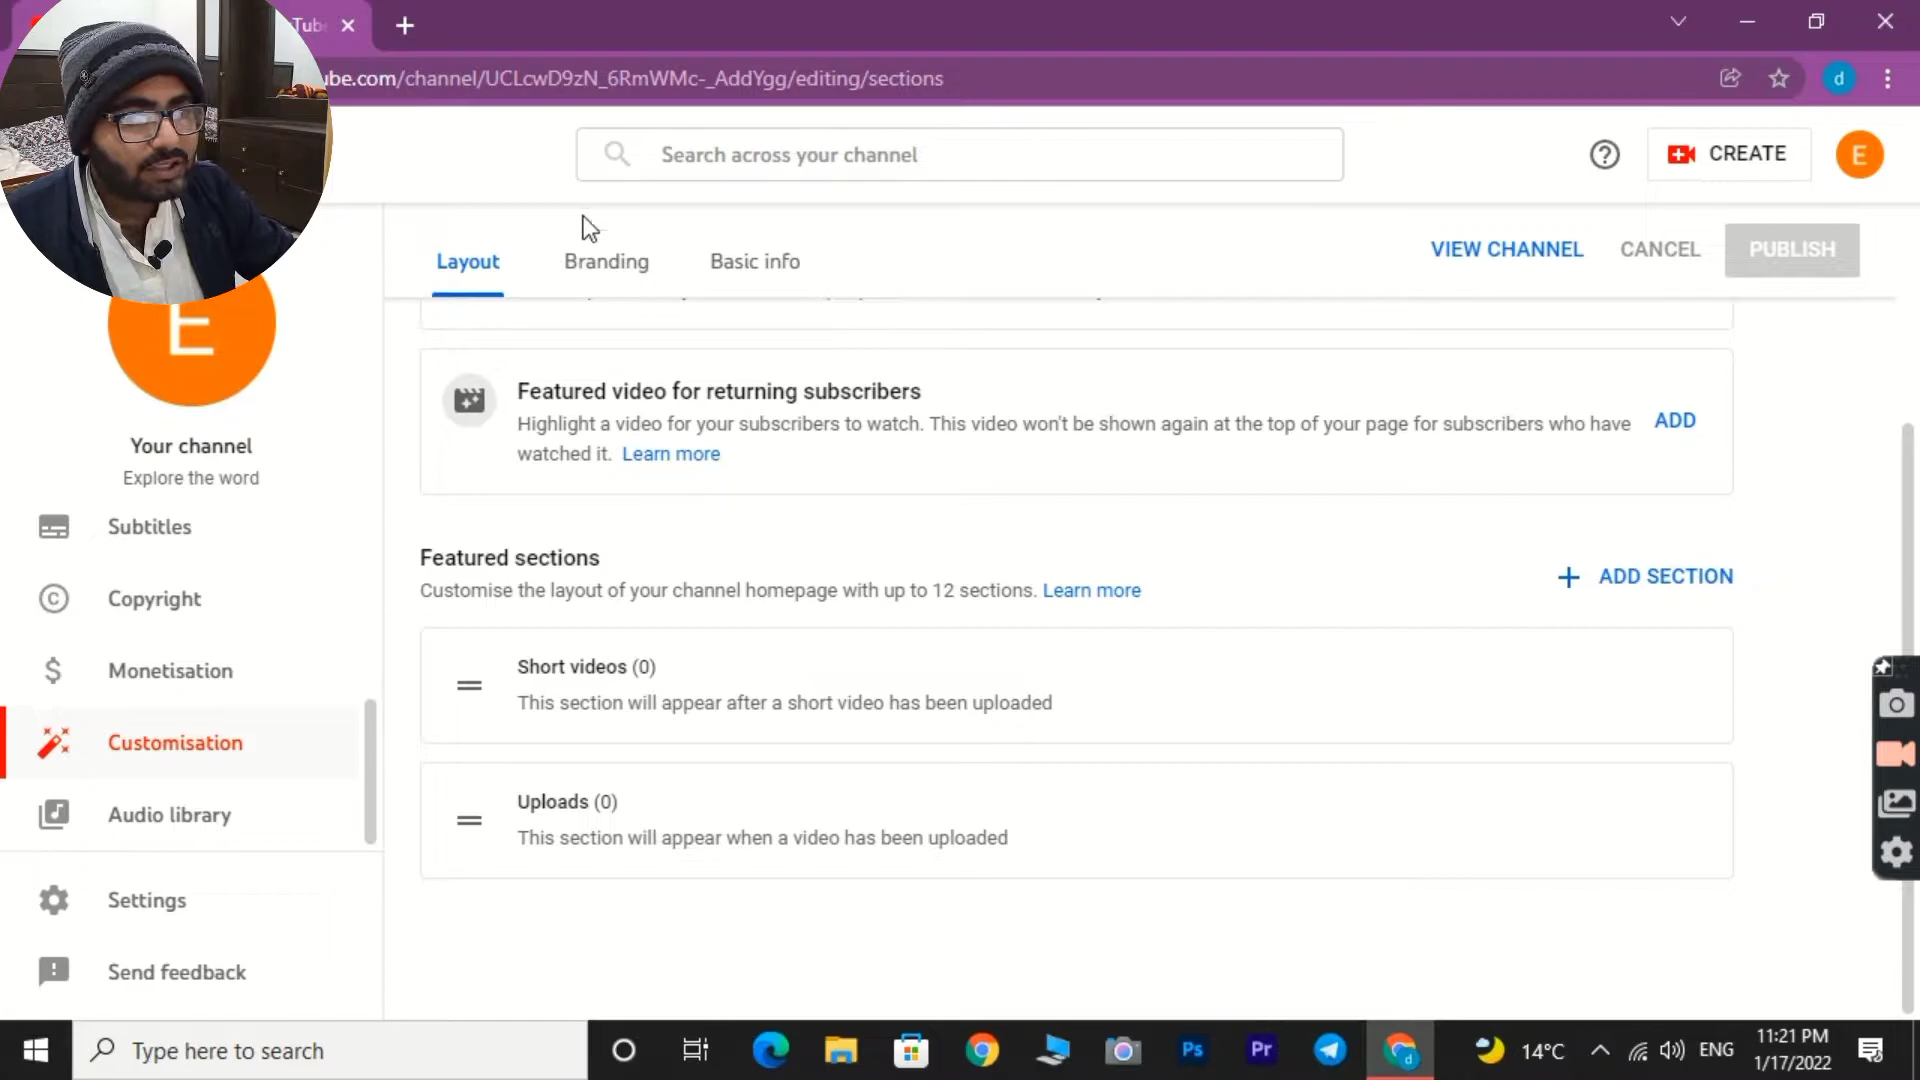 Tube
ube.com/channel/UCLcwD9zN_6RmWMc-_AddYgg/editing/sections
d
Search across your channel
CREATE
E
Layout
Branding
Basic info
VIEW CHANNEL
CANCEL
PUBLISH
E
Your channel
Explore the word
Subtitles
Copyright
Monetisation
Customisation
Audio library
Settings
Send feedback
Featured video for returning subscribers
Highlight a video for your subscribers to watch. This video won't be shown again at the top of your page for subscribers who have
watched it. Learn more
ADD
Featured sections
Customise the layout of your channel homepage with up to 12 sections. Learn more
ADD SECTION
Short videos (0)
This section will appear after a short video has been uploaded
Uploads (0)
This section will appear when a video has been uploaded
Type here to search
Ps
Pr
d
14°C
ENG
11:21 PM
1/17/2022